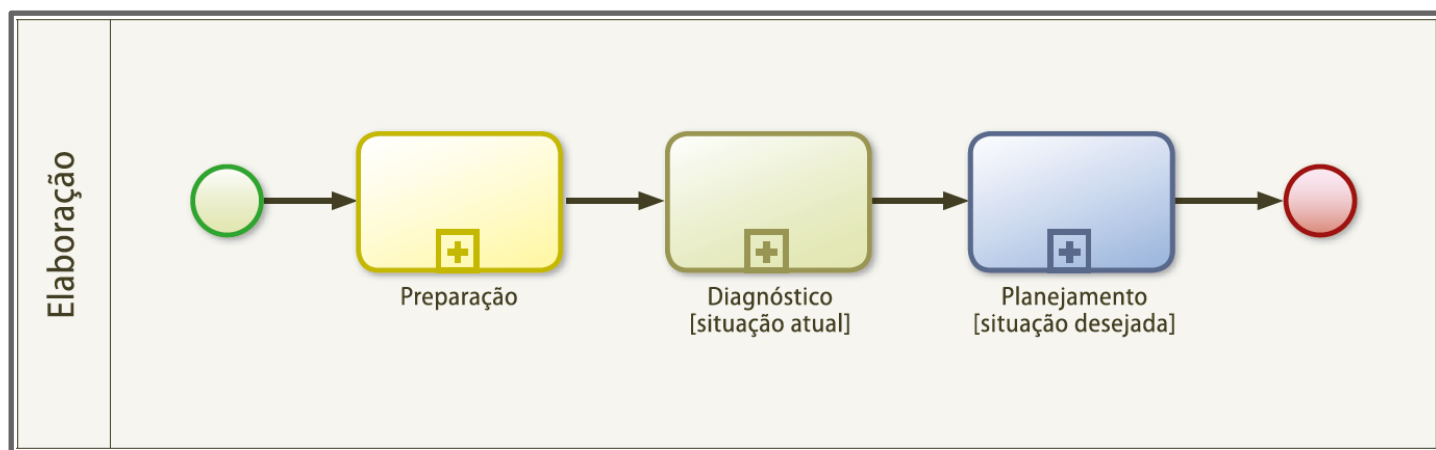 Elaboração
Preparação
Diagnóstico
[situação atual]
Planejamento
[situação desejada]